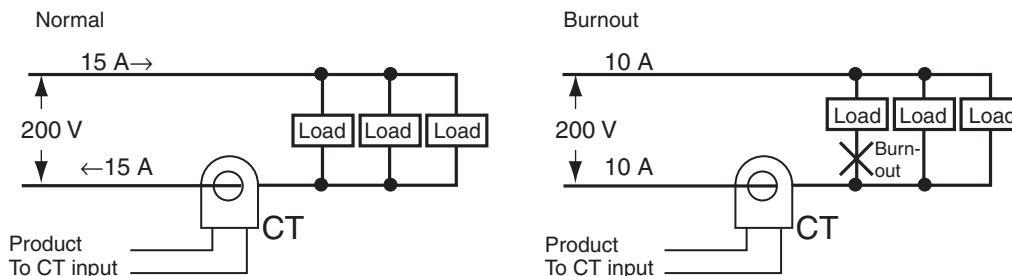 Normal
15 A→
200 V
Load
Load
Load
←15 A
CT
Product
To CT input
Burnout
10 A
200 V
Load
Load
Load
Burn-
out
10 A
CT
Product
To CT input